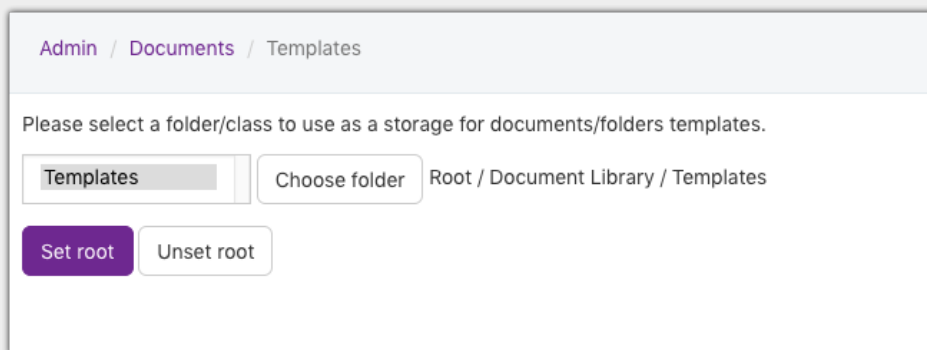 Admin / Documents / Templates
Please select a folder/class to use as a storage for documents/folders templates.
Templates Choose folder Root / Document Library / Templates
Set root Unset root